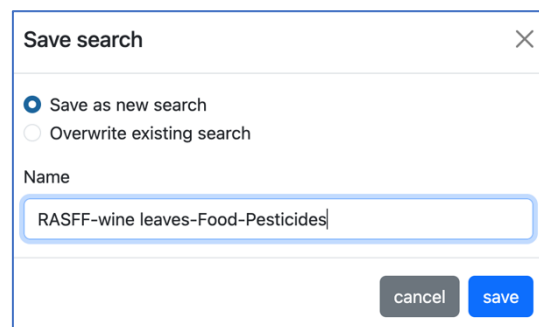 Save search
Save as new search
Overwrite existing search
Name
RASFF-wine leaves-Food-Pesticides
cancel save